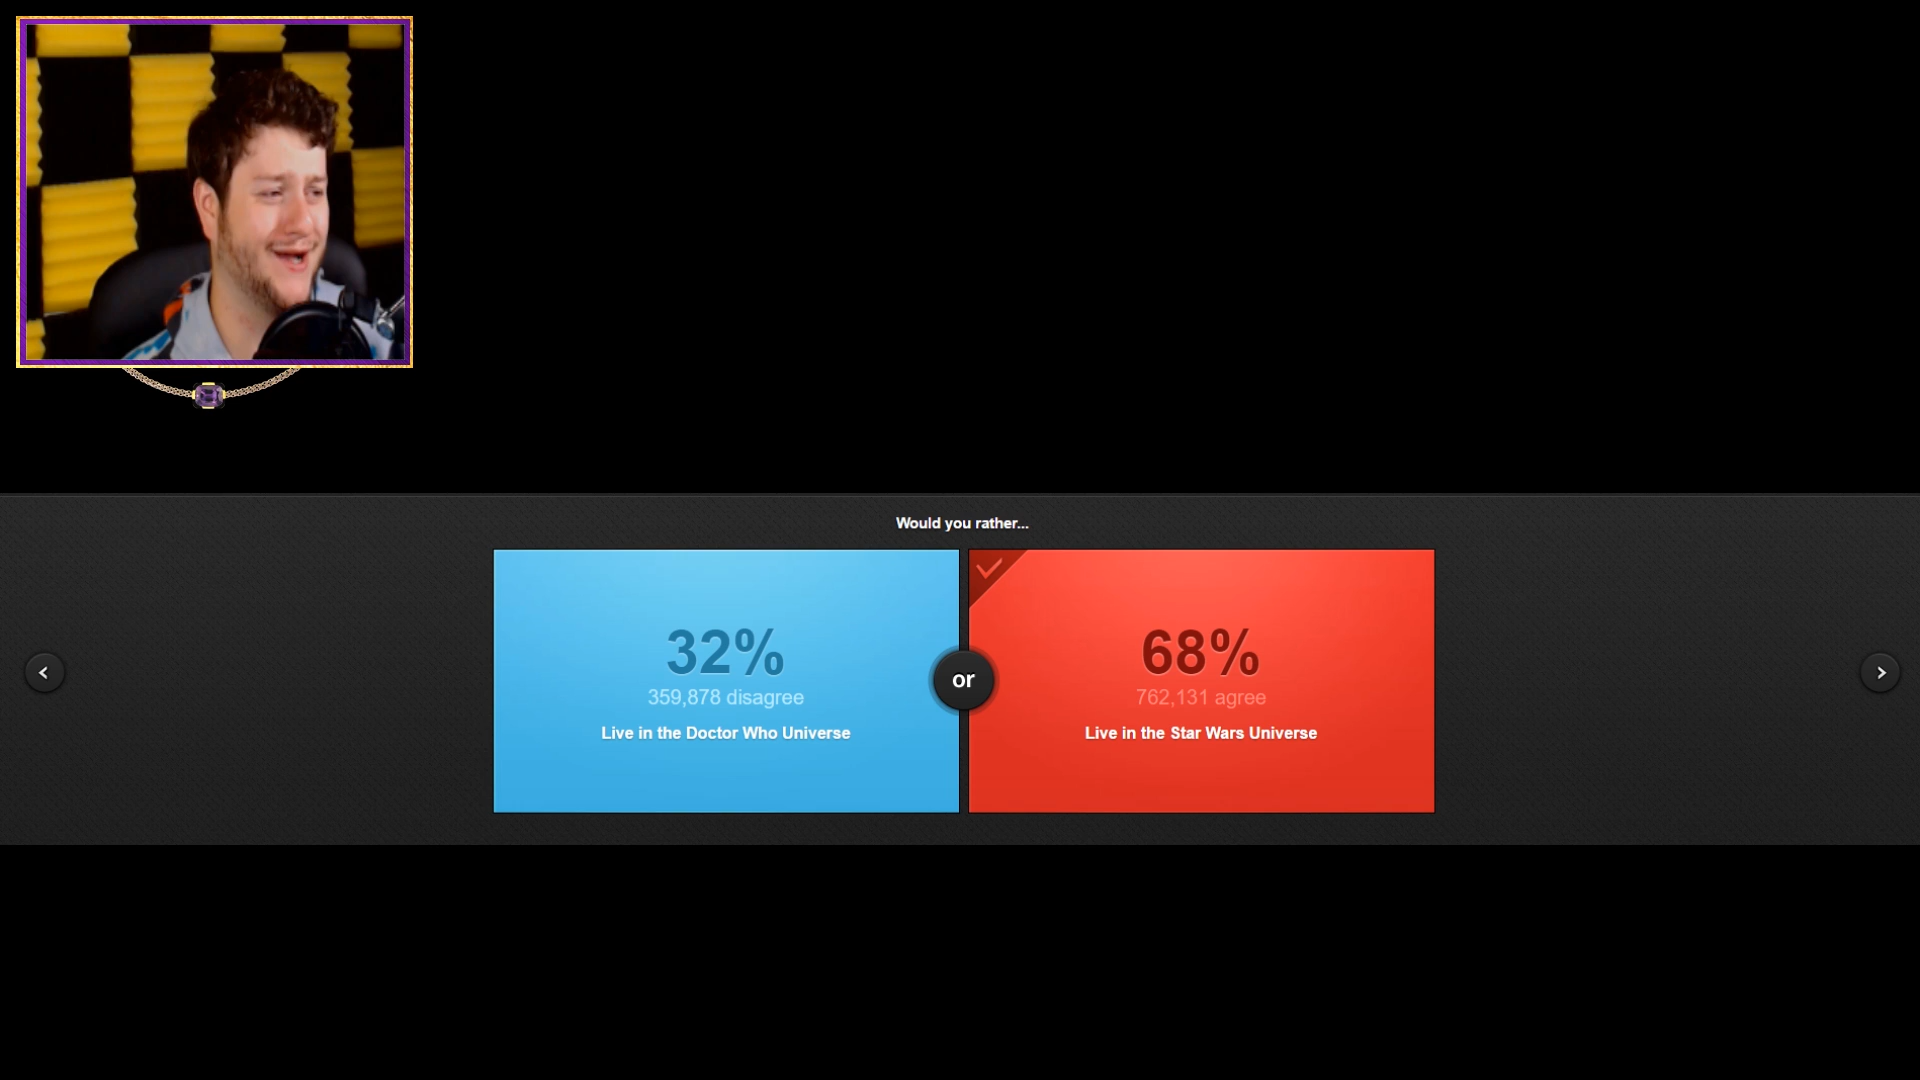 Would you rather...
32%
359,878 disagree
Live in the Doctor Who Universe
or
68%
762,131 agree
Live in the Star Wars Universe